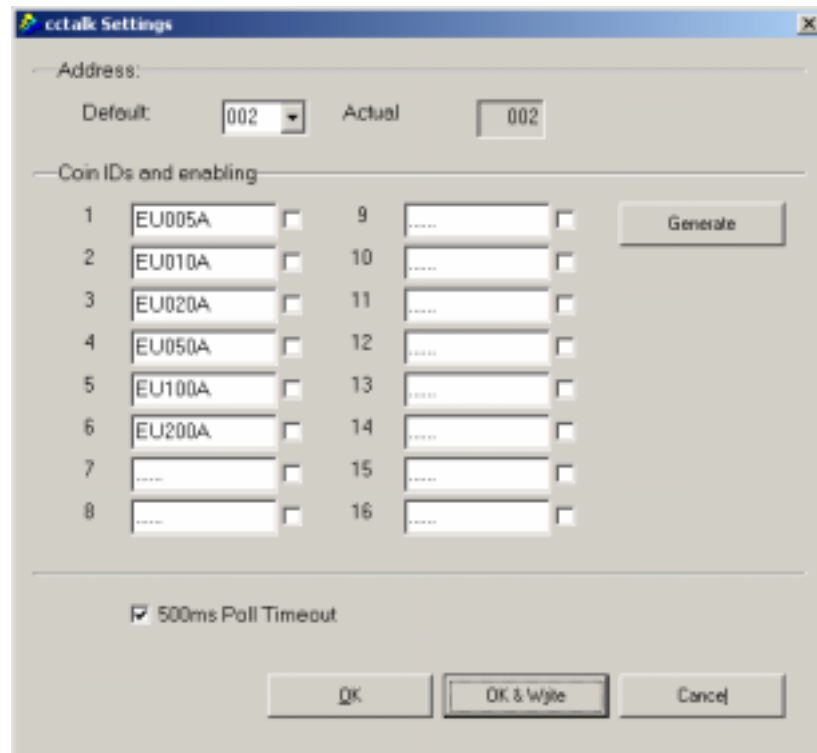 cctalk Settings
Address:
Default: 002 Actual 002
Coin IDs and enabling
1 EU005A 9 ...... Generate
2 EU010A 10 ......
3 EU020A 11 ......
4 EU050A 12 ......
5 EU100A 13 ......
6 EU200A 14 ......
7 ...... 15 ......
8 ...... 16 ......
500ms Poll Timeout
OK OK & Write Cancel